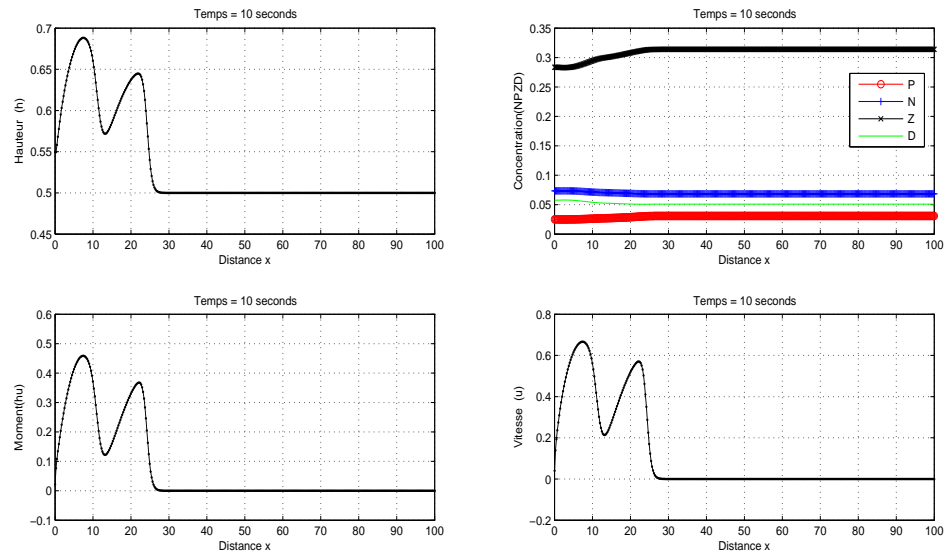 Temps = 10 seconds
Hauteur (h)
0.7
0.65
0.6
0.55
0.5
0.45
0 10 20 30 40 50 60 70 80 90 100
Distance x
Temps = 10 seconds
Concentration(NPZD)
0.35
0.3
0.25
0.2
0.15
0.1
0.05
0
0 10 20 30 40 50 60 70 80 90 100
Distance x
P
N
Z
D
Temps = 10 seconds
Moment(hu)
0.6
0.5
0.4
0.3
0.2
0.1
0
−0.1
0 10 20 30 40 50 60 70 80 90 100
Distance x
Temps = 10 seconds
Vitesse (u)
0.8
0.6
0.4
0.2
0
−0.2
0 10 20 30 40 50 60 70 80 90 100
Distance x